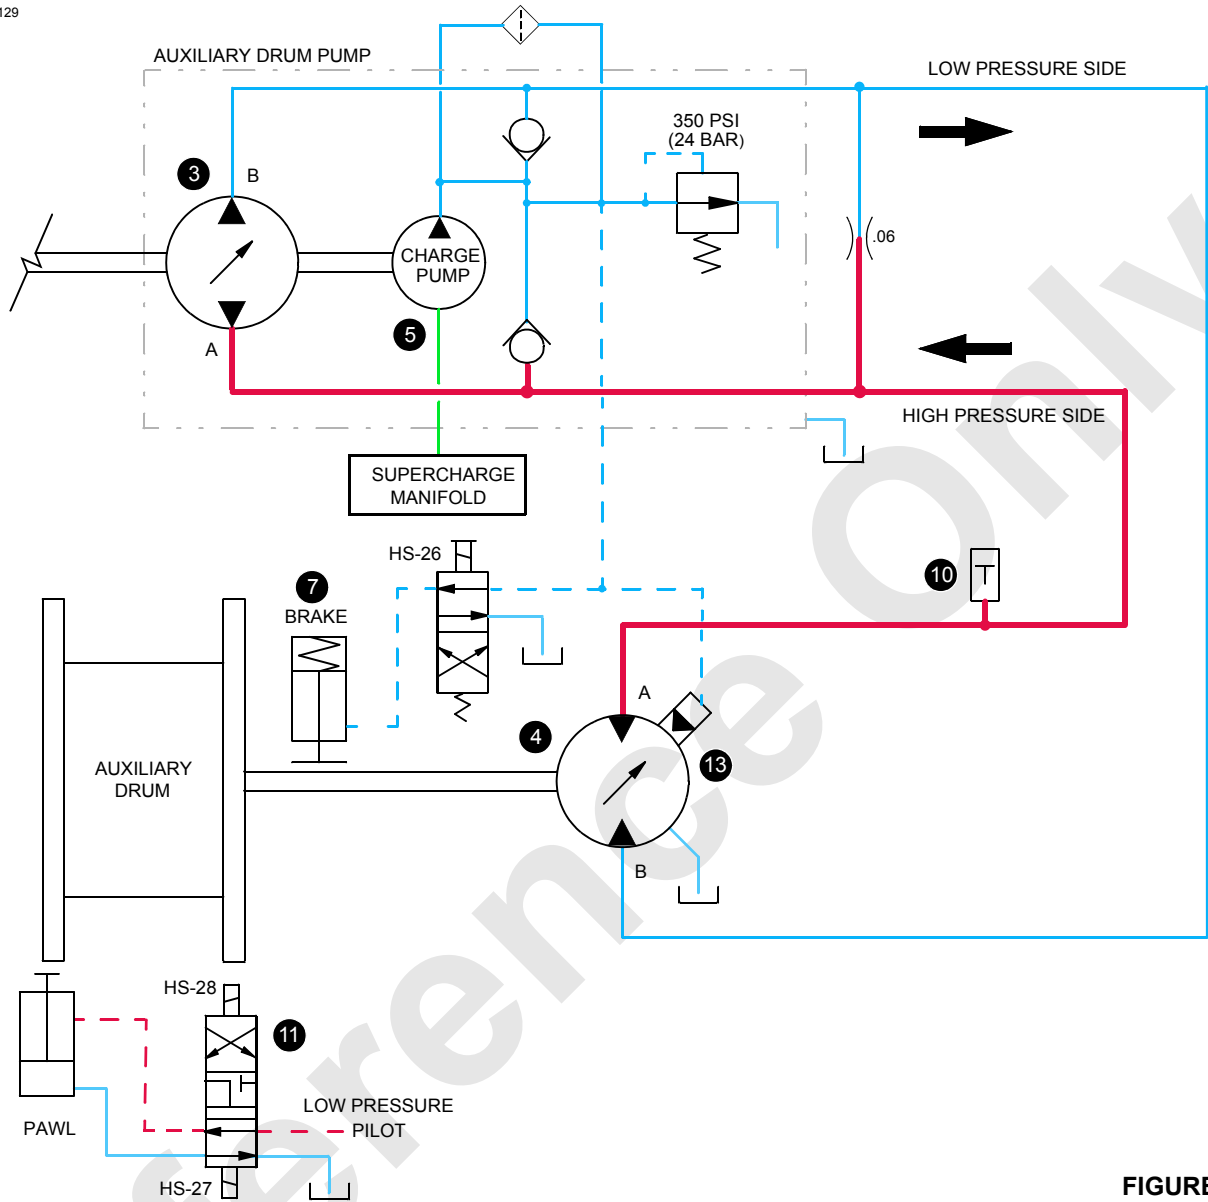 129
AUXILIARY DRUM PUMP
LOW PRESSURE SIDE
350 PSI
(24 BAR)
3
B
.06
CHARGE
PUMP
5
A
HIGH PRESSURE SIDE
SUPERCHARGE
MANIFOLD
HS-26
7
BRAKE
10
A
4
13
AUXILIARY
DRUM
B
HS-28
11
LOW PRESSURE
PILOT
PAWL
HS-27
FIGURE
ference Only